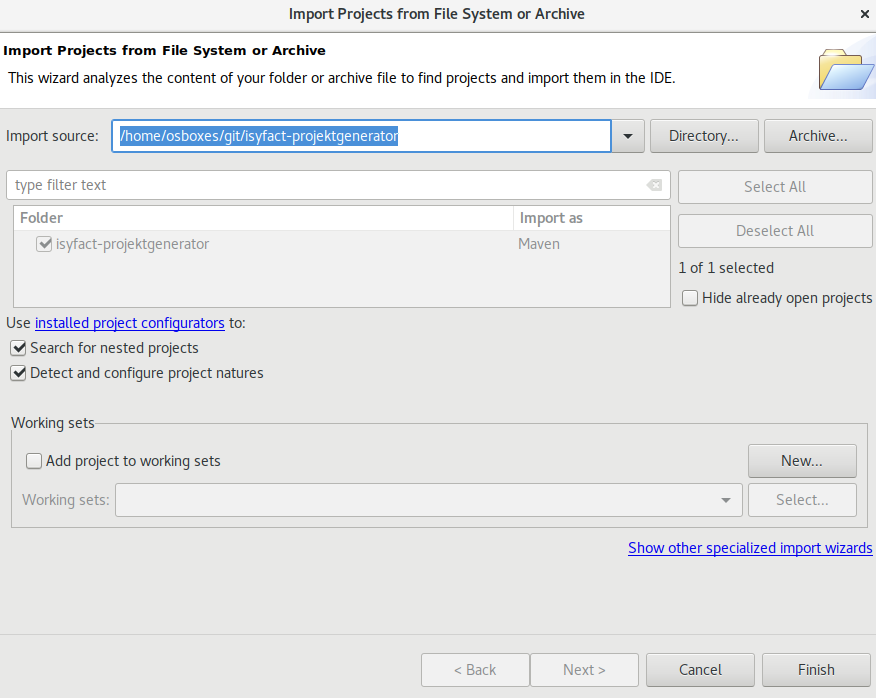 Import Projects from File System or Archive
Import Projects from File System or Archive
This wizard analyzes the content of your folder or archive file to find projects and import them in the IDE.
Import source: /home/osboxes/git/isyfact-projektgenerator Directory... Archive...
type filter text Select All
Folder Import as
Deselect All
isyfact-projektgenerator Maven
1 of 1 selected
Hide already open projects
Use installed project configurators to:
Search for nested projects
Detect and configure project natures
Working sets
Add project to working sets New...
Working sets: Select...
Show other specialized import wizards
< Back Next > Cancel Finish